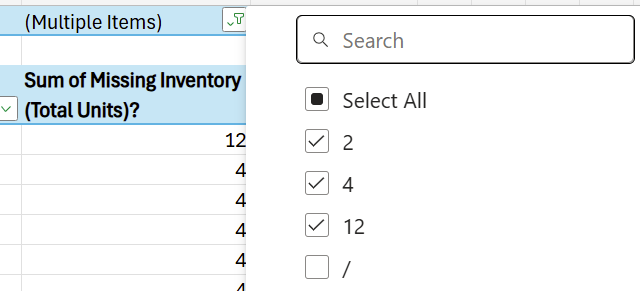 (Multiple Items)
Sum of Missing Inventory
(Total Units)?
12
4
4
4
4
4
Search
Select All
2
4
12
/